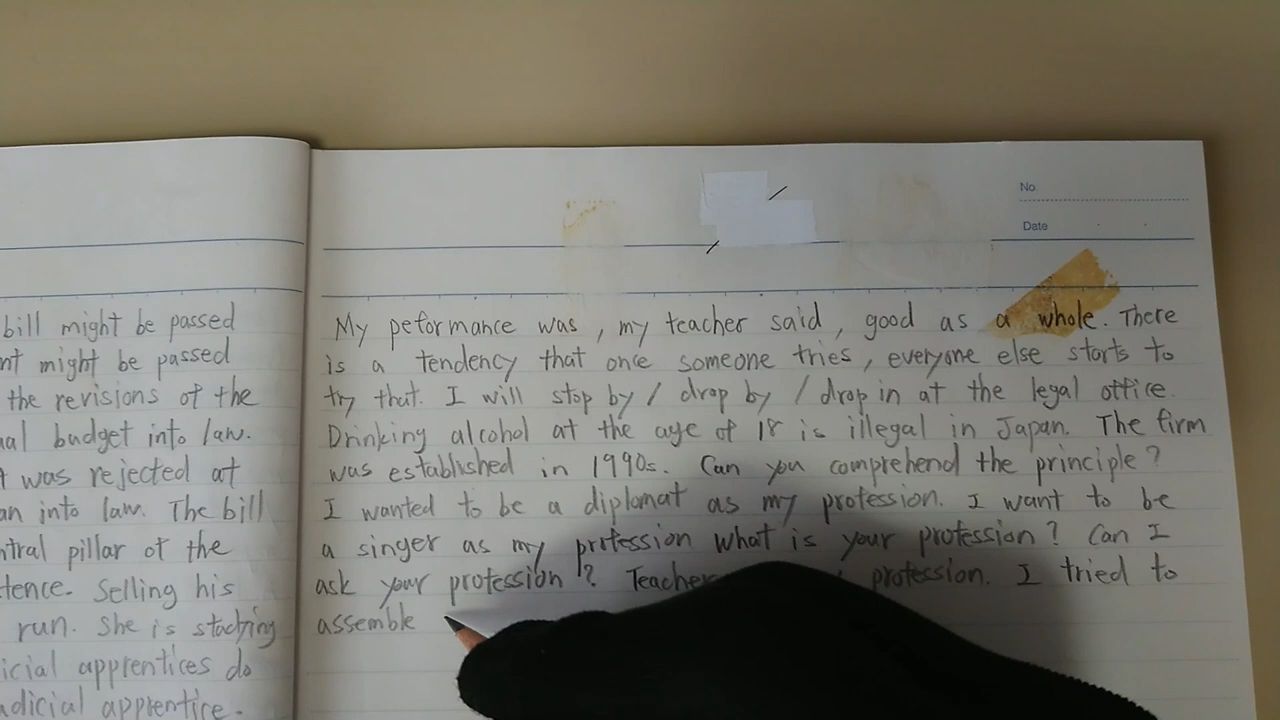 bill might be passed
nt might be passed
the revisions of the
al budget into law.
t was rejected at
an into law. The bill
ntral pillar of the
tence. Selling his
run. She is studying
icial apprentices do
udicial apprentice.
No.
Date
My peformance was, my teacher said, good as a whole. There
is a tendency that once someone tries, everyone else starts to
try that. I will stop by / drop by / drop in at the legal office.
Drinking alcohol at the age of 18 is illegal in Japan. The firm
was established in 1990s. Can you comprehend the principle?
I wanted to be a diplomat as my profession. I want to be
a singer as my profession what is your profession? Can I
ask your profession? Teacher profession. I tried to
assemble